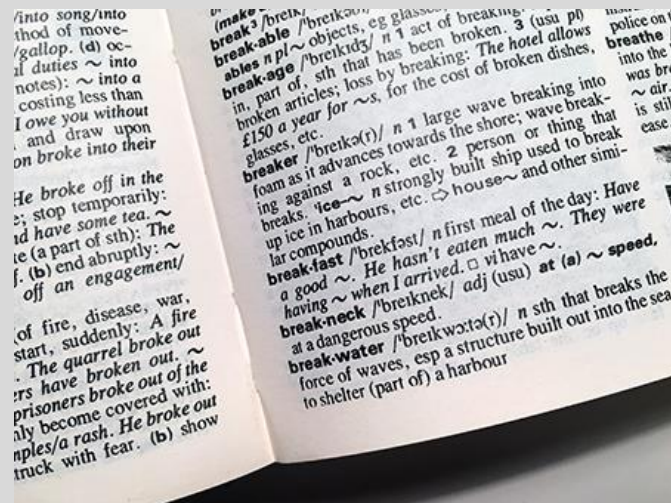 into song/into
thod of move-
/gallop. (d) oc-
duties ~ into
notes): ~ into a
costing less than
I owe you without
and draw upon
on broke into their
He broke off in the
; stop temporarily:
and have some tea. ~
(a part of sth): The
(b) end abruptly: ~
off an engagement/
of fire, disease, war,
start, suddenly: A fire
The quarrel broke out
have broken out. ~
prisoners broke out of the
become covered with:
/a rash. He broke out
truck with fear. (b) show
(make
break³ /breɪk/
break·able /ˈbreɪkəbl/
ables n pl ~ objects, eg glasses
break·age /ˈbreɪkɪdʒ/ n 1 act of breaking.
in, part of, sth that has been broken. 3 (usu pl)
broken articles; loss by breaking: The hotel allows
£150 a year for ~s, for the cost of broken dishes,
glasses, etc.
breaker /ˈbreɪkə(r)/ n 1 large wave breaking into
foam as it advances towards the shore; wave break-
ing against a rock, etc. 2 person or thing that
breaks. ˈice-~ n strongly built ship used to break
up ice in harbours, etc. ⇨ house~ and other simi-
lar compounds.
break·fast /ˈbrekfəst/ n first meal of the day: Have
a good ~. He hasn't eaten much ~. They were
having ~ when I arrived. □ vi have ~.
break·neck /ˈbreɪknek/ adj (usu) at (a) ~ speed,
at a dangerous speed.
break·water /ˈbreɪkwɔːtə(r)/ n sth that breaks the
force of waves, esp a structure built out into the sea
to shelter (part of) a harbour
police on
breathe
into the
was br
~ air.
is st
ease